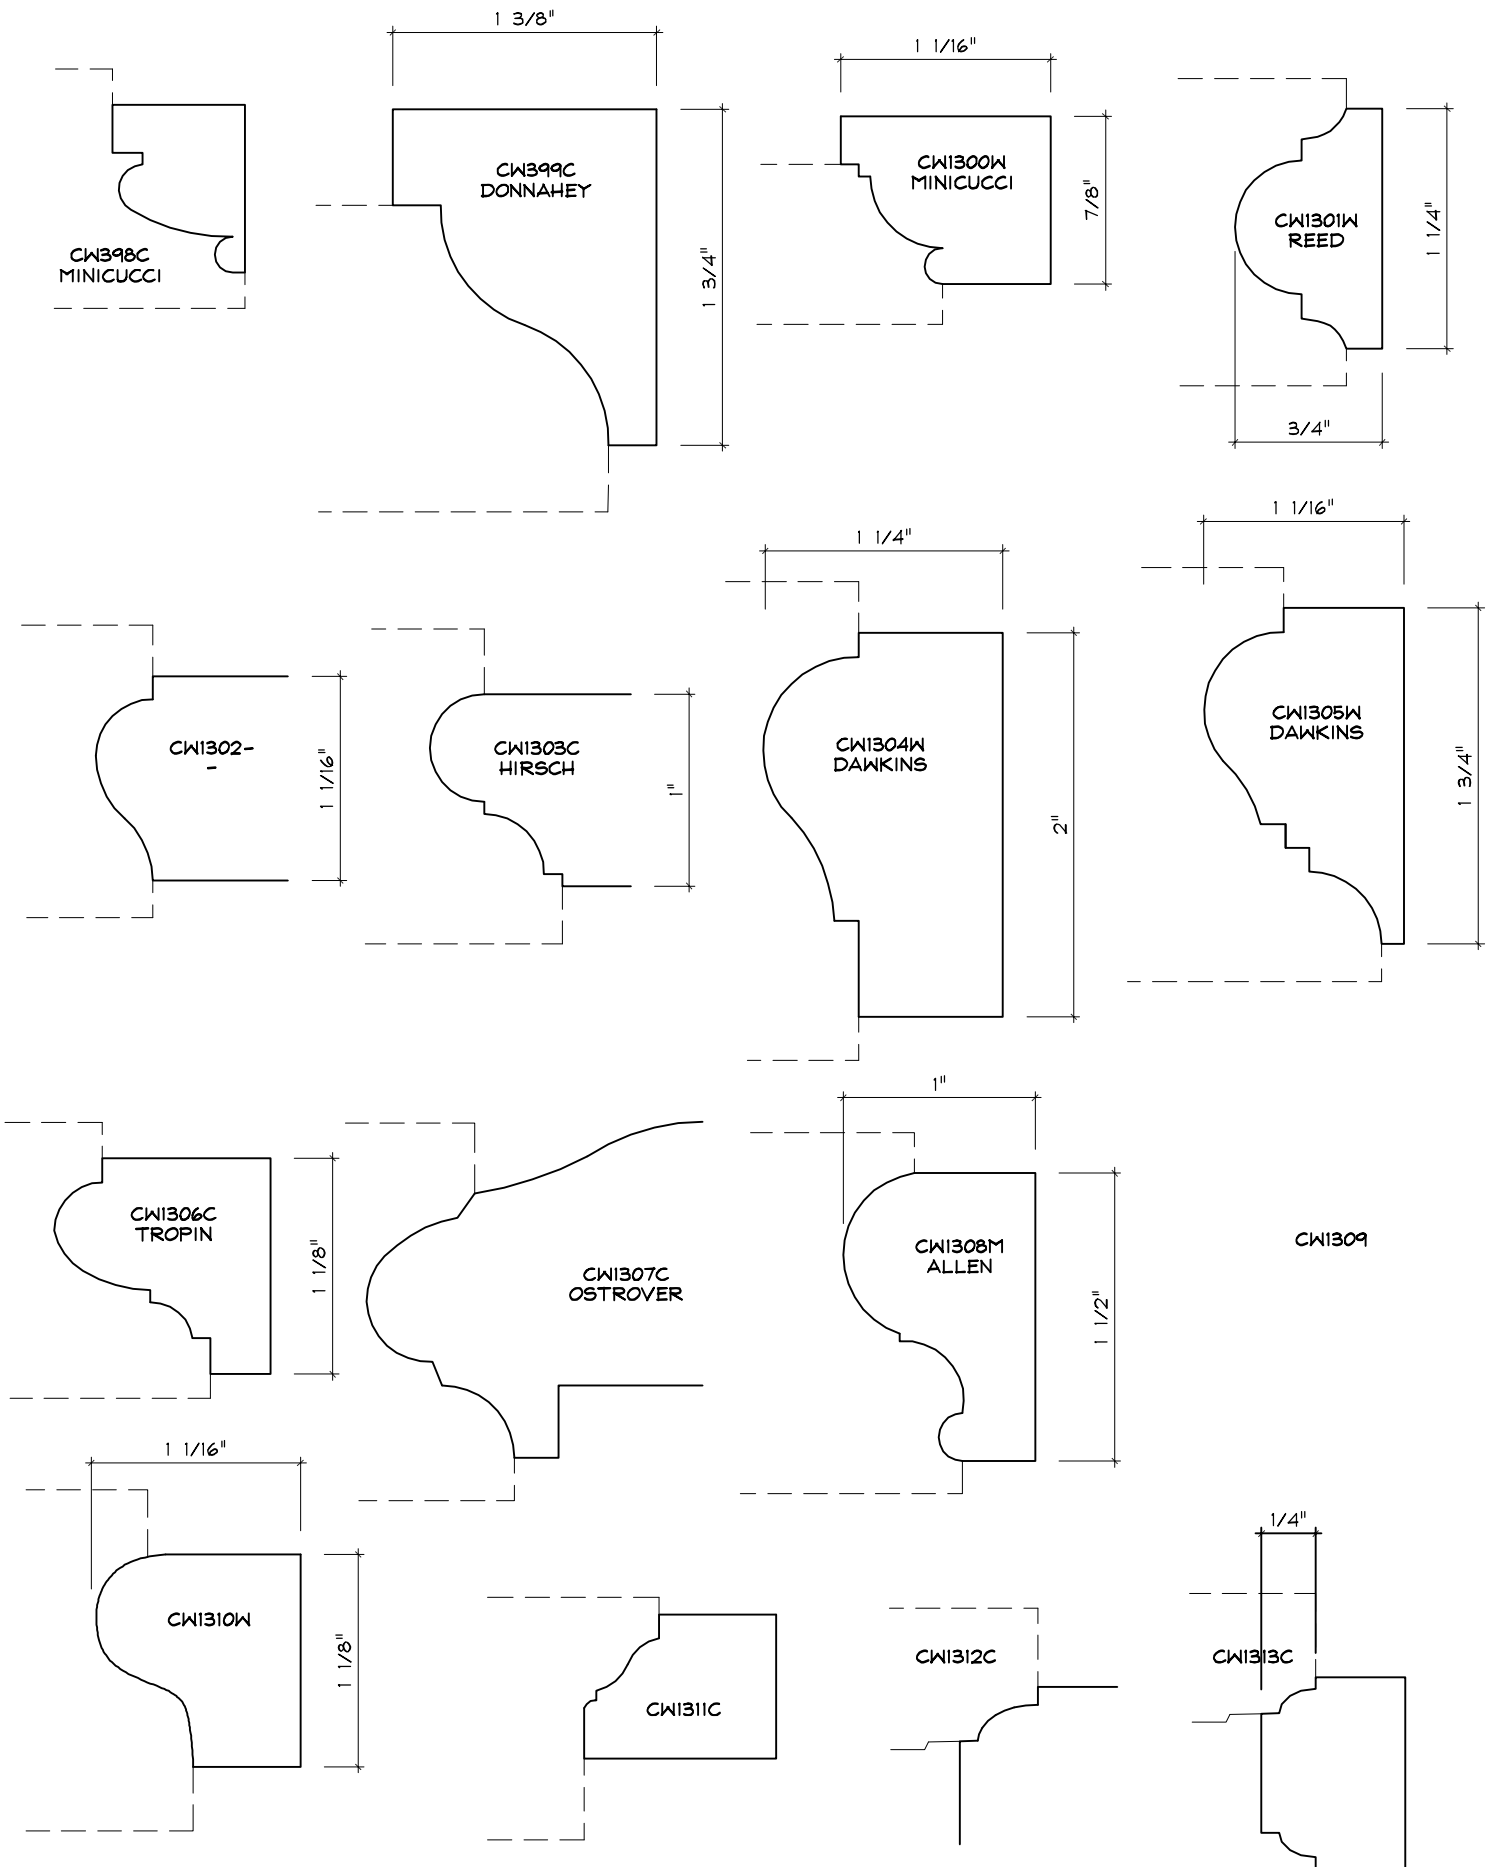 1 3/8"
CW398C
MINICUCCI
CW399C
DONNAHEY
1 3/4"
1 1/16"
CW1300W
MINICUCCI
7/8"
CW1301W
REED
1 1/4"
3/4"
CW1302-
-
1 1/16"
CW1303C
HIRSCH
1"
1 1/4"
CW1304W
DAWKINS
2"
1 1/16"
CW1305W
DAWKINS
1 3/4"
CW1306C
TROPIN
1 1/8"
CW1307C
OSTROVER
1"
CW1308M
ALLEN
1 1/2"
CW1309
1 1/16"
CW1310W
1 1/8"
CW1311C
CW1312C
1/4"
CW1313C